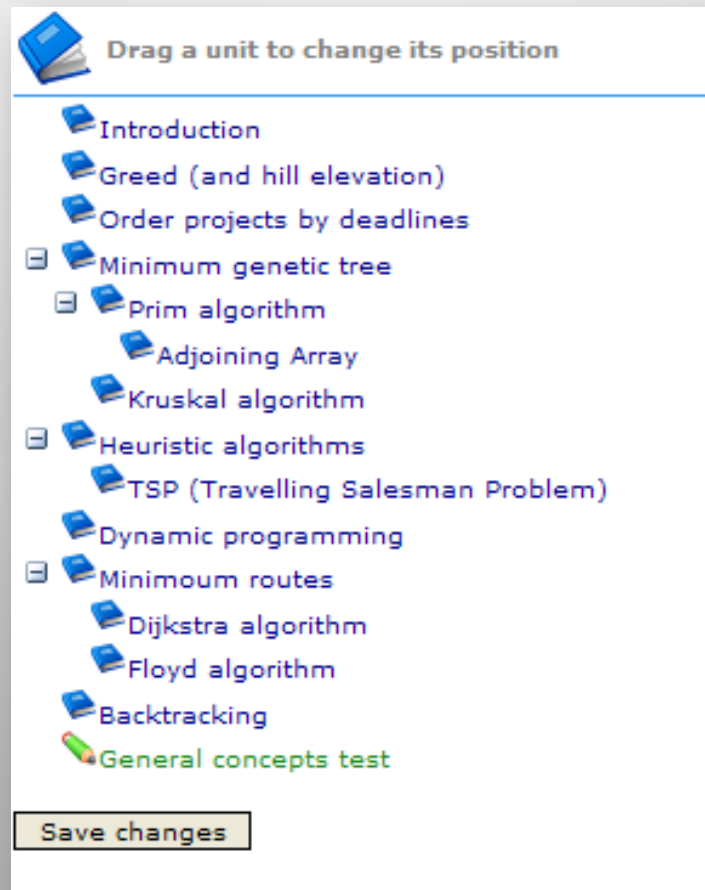 Drag a unit to change its position
Introduction
Greed (and hill elevation)
Order projects by deadlines
Minimum genetic tree
Prim algorithm
Adjoining Array
Kruskal algorithm
Heuristic algorithms
TSP (Travelling Salesman Problem)
Dynamic programming
Minimoum routes
Dijkstra algorithm
Floyd algorithm
Backtracking
General concepts test
Save changes